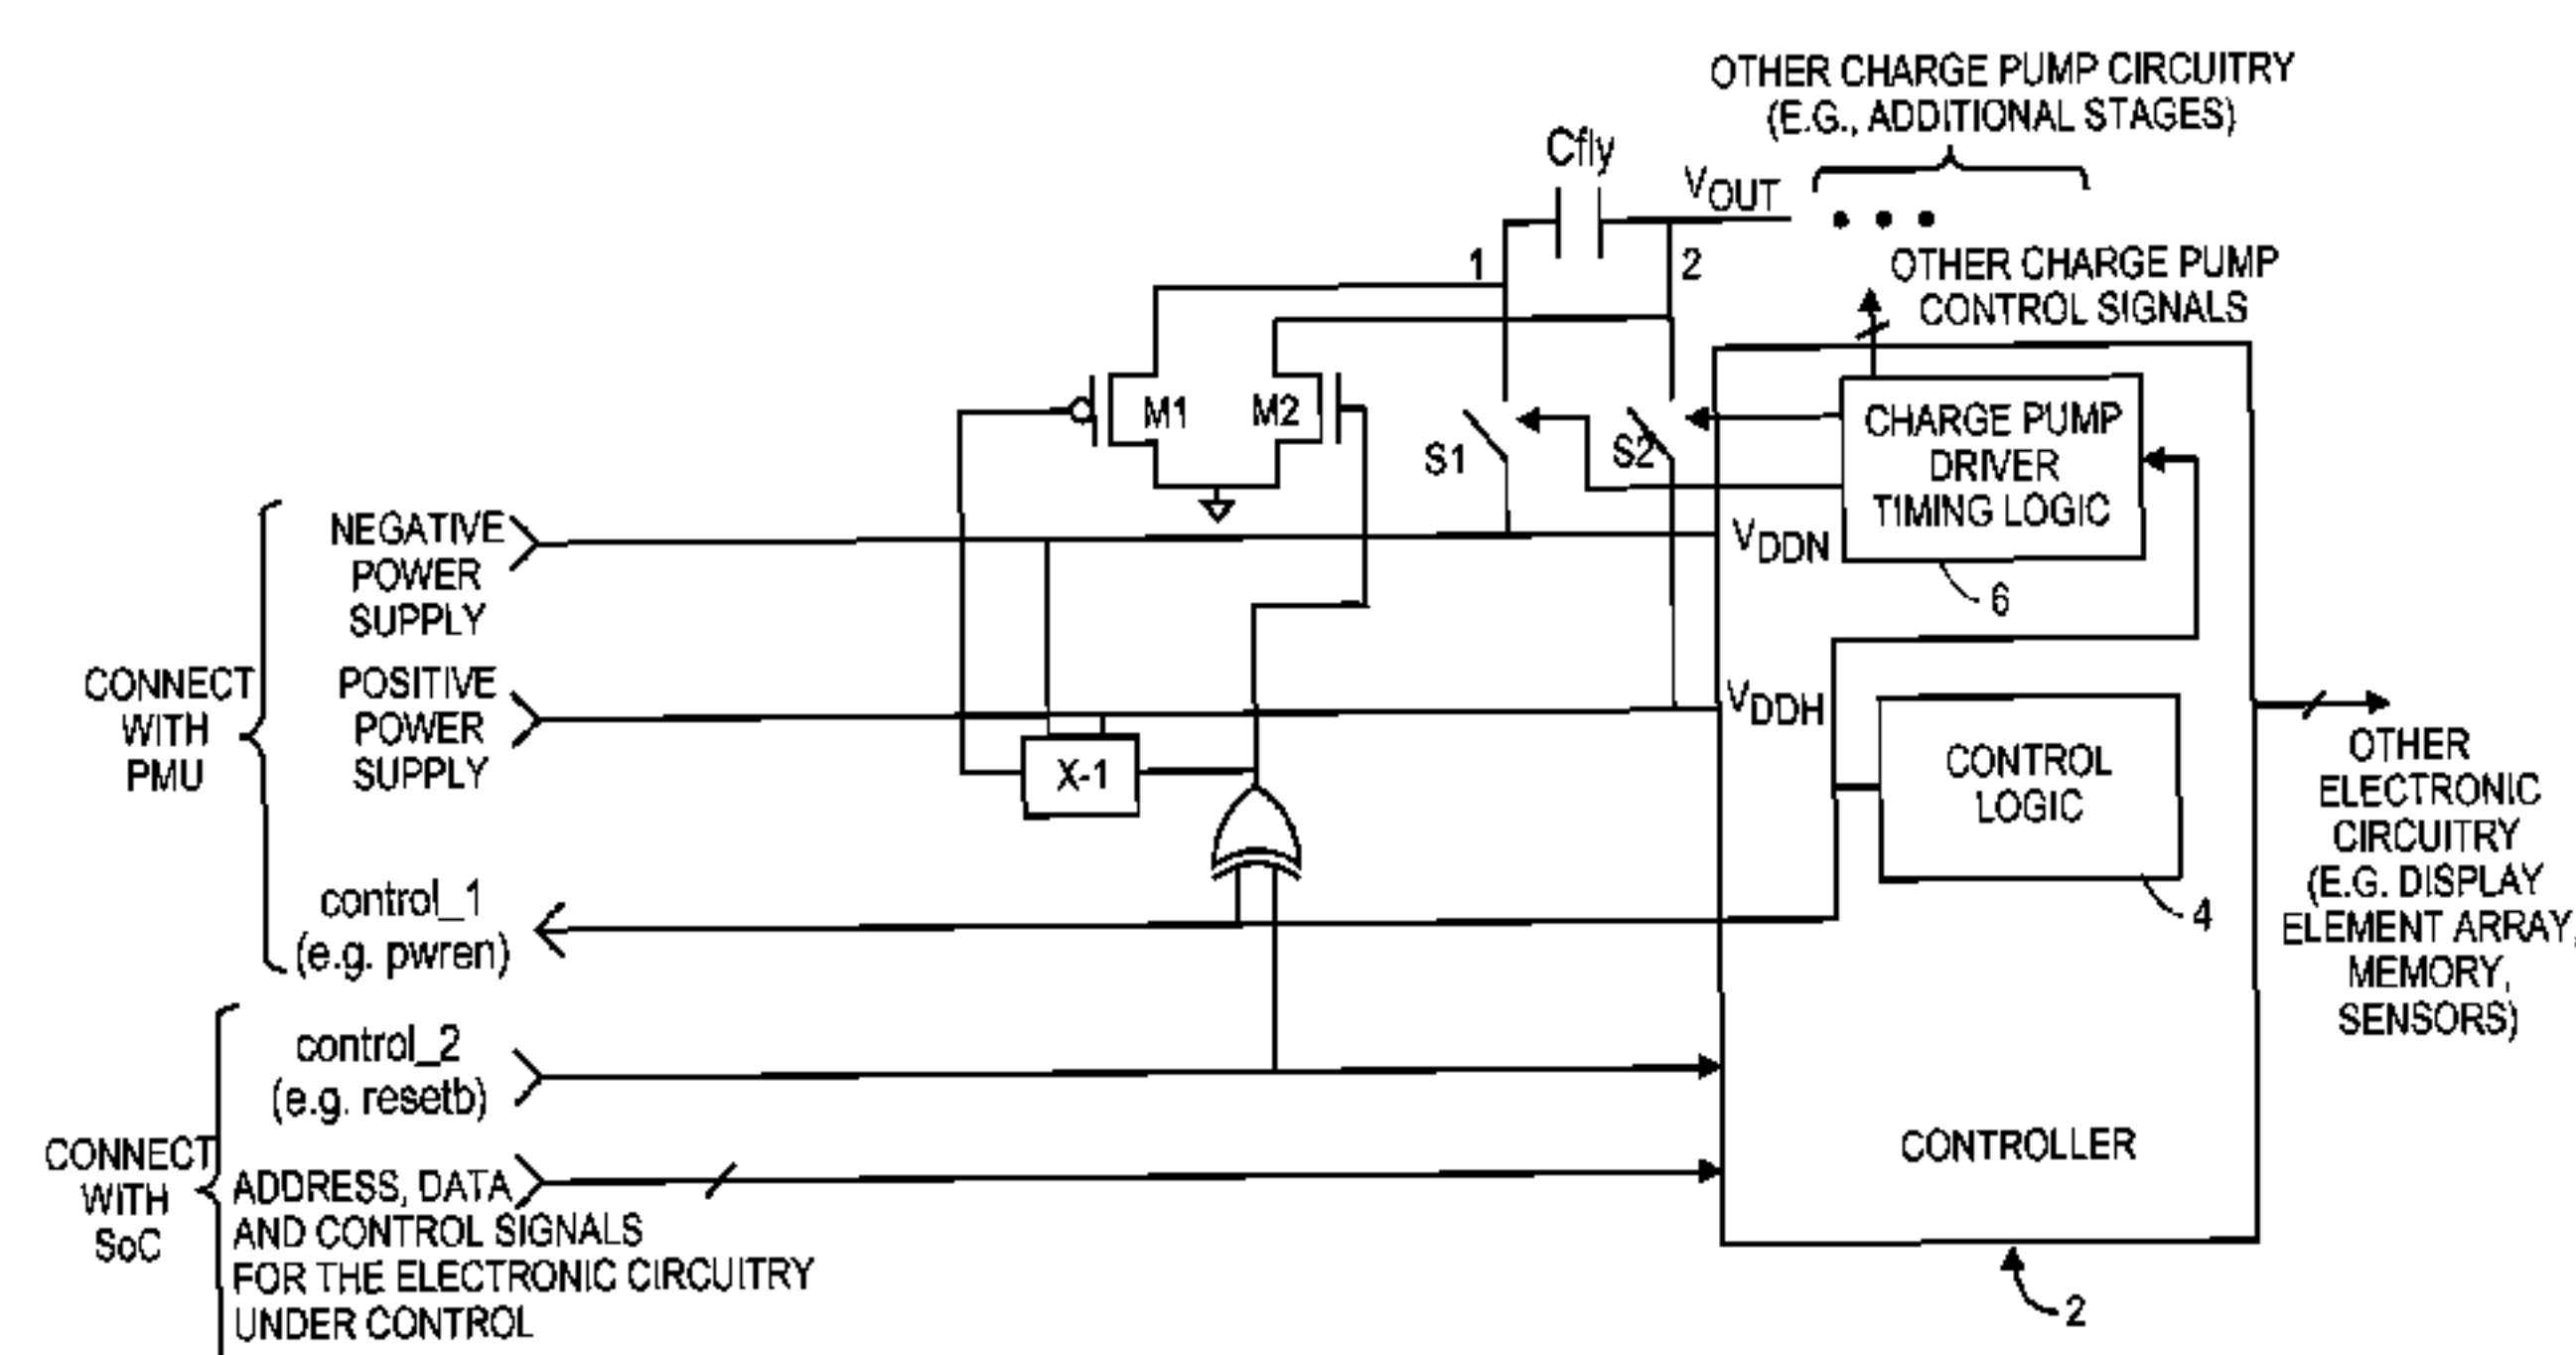 OTHER CHARGE PUMP CIRCUITRY
(E.G., ADDITIONAL STAGES)
Cfly
VOUT
1
2
OTHER CHARGE PUMP
CONTROL SIGNALS
M1
M2
S1
S2
CHARGE PUMP
DRIVER
TIMING LOGIC
6
NEGATIVE
POWER
SUPPLY
VDDN
CONNECT
WITH
PMU
POSITIVE
POWER
SUPPLY
VDDH
X-1
CONTROL
LOGIC
4
OTHER
ELECTRONIC
CIRCUITRY
(E.G. DISPLAY
ELEMENT ARRAY,
MEMORY,
SENSORS)
control_1
(e.g. pwren)
control_2
(e.g. resetb)
CONNECT
WITH
SoC
ADDRESS, DATA
AND CONTROL SIGNALS
FOR THE ELECTRONIC CIRCUITRY
UNDER CONTROL
CONTROLLER
2